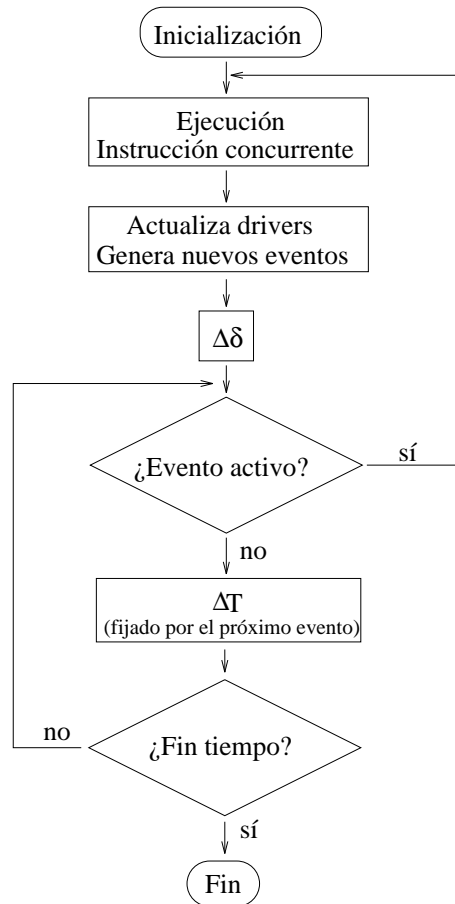 Inicialización
Ejecución
Instrucción concurrente
Actualiza drivers
Genera nuevos eventos
Δδ
¿Evento activo?
sí
no
ΔT
(fijado por el próximo evento)
no
¿Fin tiempo?
sí
Fin